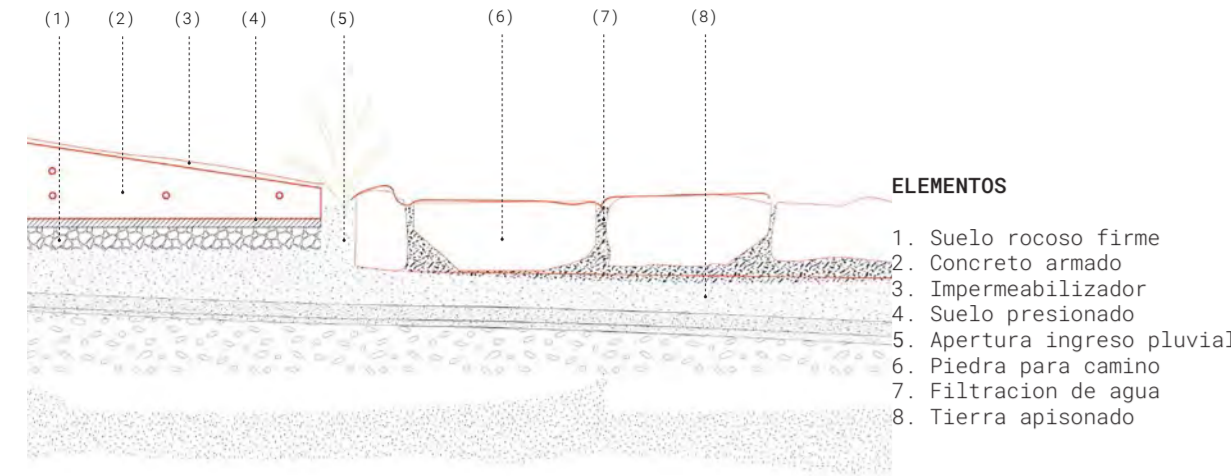 (1) (2) (3) (4) (5) (6) (7) (8)
ELEMENTOS
1. Suelo rocoso firme
2. Concreto armado
3. Impermeabilizador
4. Suelo presionado
5. Apertura ingreso pluvial
6. Piedra para camino
7. Filtracion de agua
8. Tierra apisonado